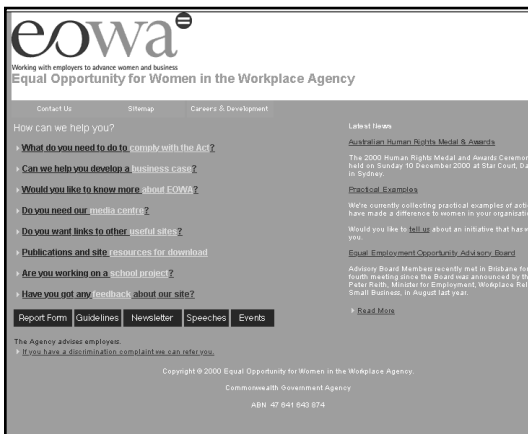 eowa
Working with employers to advance women and business
Equal Opportunity for Women in the Workplace Agency
Contact Us
Sitemap
Careers & Development
How can we help you?
What do you need to do to comply with the Act?
Can we help you develop a business case?
Would you like to know more about EOWA?
Do you need our media centre?
Do you want links to other useful sites?
Publications and site resources for download
Are you working on a school project?
Have you got any feedback about our site?
Report Form
Guidelines
Newsletter
Speeches
Events
The Agency advises employers.
If you have a discrimination complaint we can refer you.
Latest News
Australian Human Rights Medal & Awards
The 2000 Human Rights Medal and Awards
held on Sunday 10 December 2000 at Star Court,
in Sydney.
Practical Examples
We're currently collecting practical examples of
have made a difference to women in your
Would you like to tell us about an initiative that has
you.
Equal Employment Opportunity Advisory Board
Advisory Board Members recently met in Brisbane
fourth meeting since the Board was announced by
Peter Reith, Minister for Employment, Workplace
Small Business, in August last year.
Read More
Copyright © 2000 Equal Opportunity for Women in the Workplace Agency.
Commonwealth Government Agency
ABN 47 641 643 874